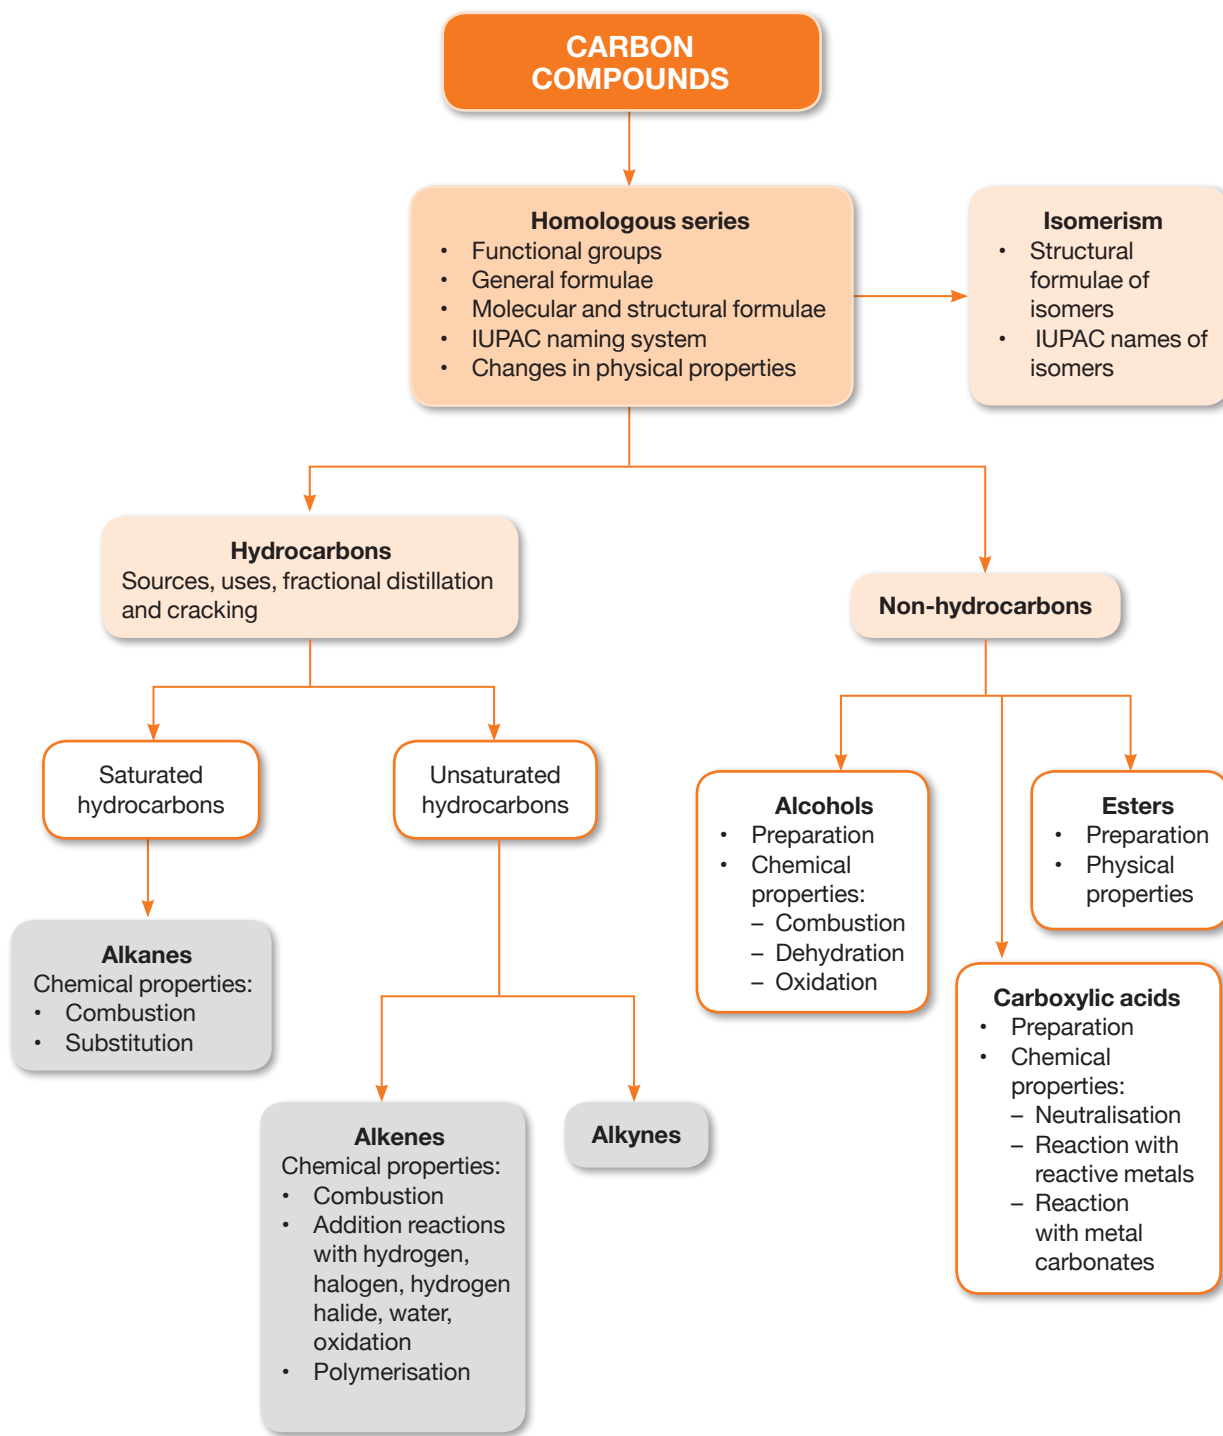 CARBON
COMPOUNDS
Homologous series
• Functional groups
• General formulae
• Molecular and structural formulae
• IUPAC naming system
• Changes in physical properties
Isomerism
• Structural
formulae of
isomers
• IUPAC names of
isomers
Hydrocarbons
Sources, uses, fractional distillation
and cracking
Non-hydrocarbons
Saturated
hydrocarbons
Unsaturated
hydrocarbons
Alcohols
• Preparation
• Chemical
properties:
– Combustion
– Dehydration
– Oxidation
Esters
• Preparation
• Physical
properties
Alkanes
Chemical properties:
• Combustion
• Substitution
Carboxylic acids
• Preparation
• Chemical
properties:
– Neutralisation
– Reaction with
reactive metals
– Reaction
with metal
carbonates
Alkenes
Chemical properties:
• Combustion
• Addition reactions
with hydrogen,
halogen, hydrogen
halide, water,
oxidation
• Polymerisation
Alkynes